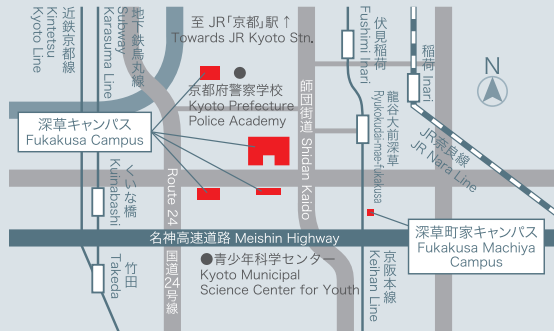 近鉄京都線
Kintetsu
Kyoto Line
地下鉄烏丸線
Subway
Karasuma Line
至 JR「京都」駅 ↑
Towards JR Kyoto Stn.
伏見稲荷
Fushimi Inari
稲荷 Inari
N
京都府警察学校
Kyoto Prefecture
Police Academy
師団街道 Shidan Kaido
龍谷大前深草
Ryukokudai-mae-fukakusa
JR奈良線
JR Nara Line
深草キャンパス
Fukakusa Campus
くいな橋
Kuinabashi
Route 24
国道24号線
深草町家キャンパス
Fukakusa Machiya
Campus
名神高速道路 Meishin Highway
竹田
Takeda
青少年科学センター
Kyoto Municipal
Science Center for Youth
京阪本線
Keihan Line